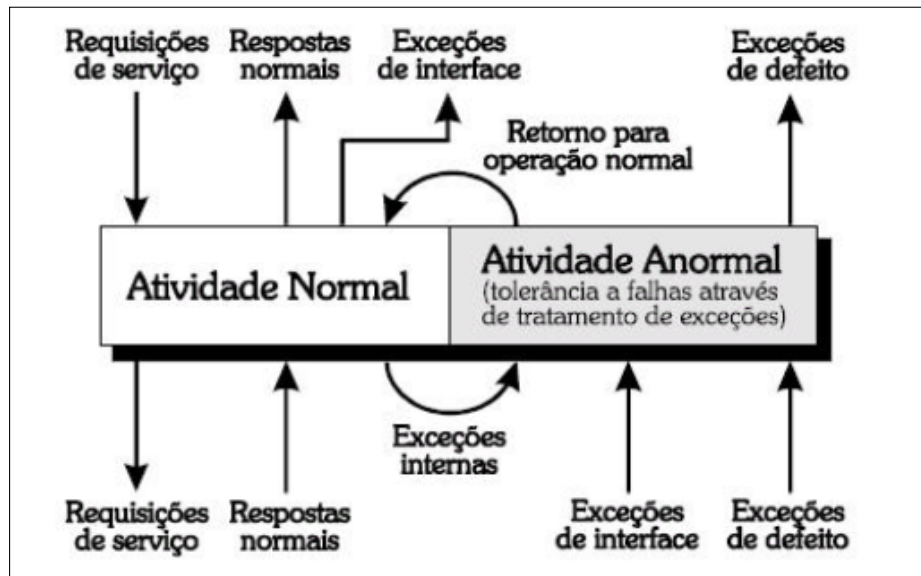 Requisições
de serviço
Respostas
normais
Exceções
de interface
Exceções
de defeito
Retorno para
operação normal
Atividade Normal
Atividade Anormal
(tolerância a falhas através
de tratamento de exceções)
Exceções
internas
Requisições
de serviço
Respostas
normais
Exceções
de interface
Exceções
de defeito